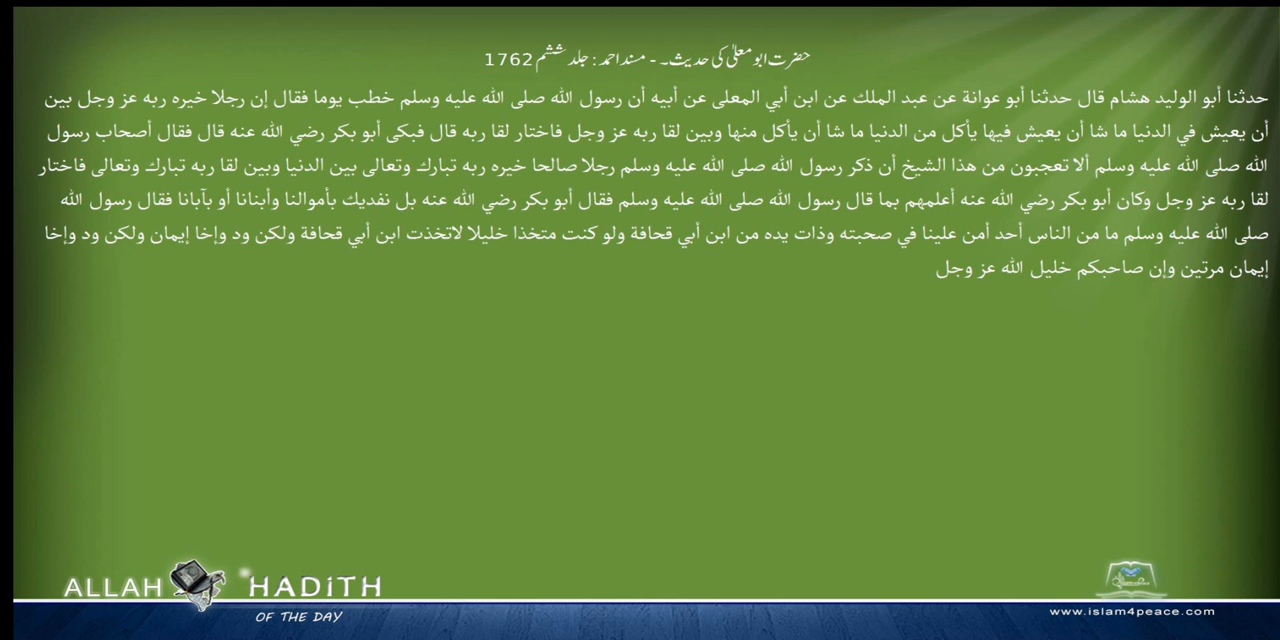 حضرت ابو معلیٰ کی حدیث۔ - مسند احمد : جلد ششم 1762
حدثنا أبو الوليد هشام قال حدثنا أبو عوانة عن عبد الملك عن ابن أبي المعلى عن أبيه أن رسول الله صلى الله عليه وسلم خطب يوما فقال إن رجلا خيره ربه عز وجل بين
أن يعيش في الدنيا ما شا أن يعيش فيها يأكل من الدنيا ما شا أن يأكل منها وبين لقا ربه عز وجل فاختار لقا ربه قال فبكى أبو بكر رضي الله عنه قال فقال أصحاب رسول
الله صلى الله عليه وسلم ألا تعجبون من هذا الشيخ أن ذكر رسول الله صلى الله عليه وسلم رجلا صالحا خيره ربه تبارك وتعالى بين الدنيا وبين لقا ربه تبارك وتعالى فاختار
لقا ربه عز وجل وكان أبو بكر رضي الله عنه أعلمهم بما قال رسول الله صلى الله عليه وسلم فقال أبو بكر رضي الله عنه بل نفديك بأموالنا وأبنانا أو بآبانا فقال رسول الله
صلى الله عليه وسلم ما من الناس أحد أمن علينا في صحبته وذات يده من ابن أبي قحافة ولو كنت متخذا خليلا لاتخذت ابن أبي قحافة ولكن ود وإخا إيمان ولكن ود وإخا
إيمان مرتين وإن صاحبكم خليل الله عز وجل
ALLAH HADITH
OF THE DAY
www.islam4peace.com